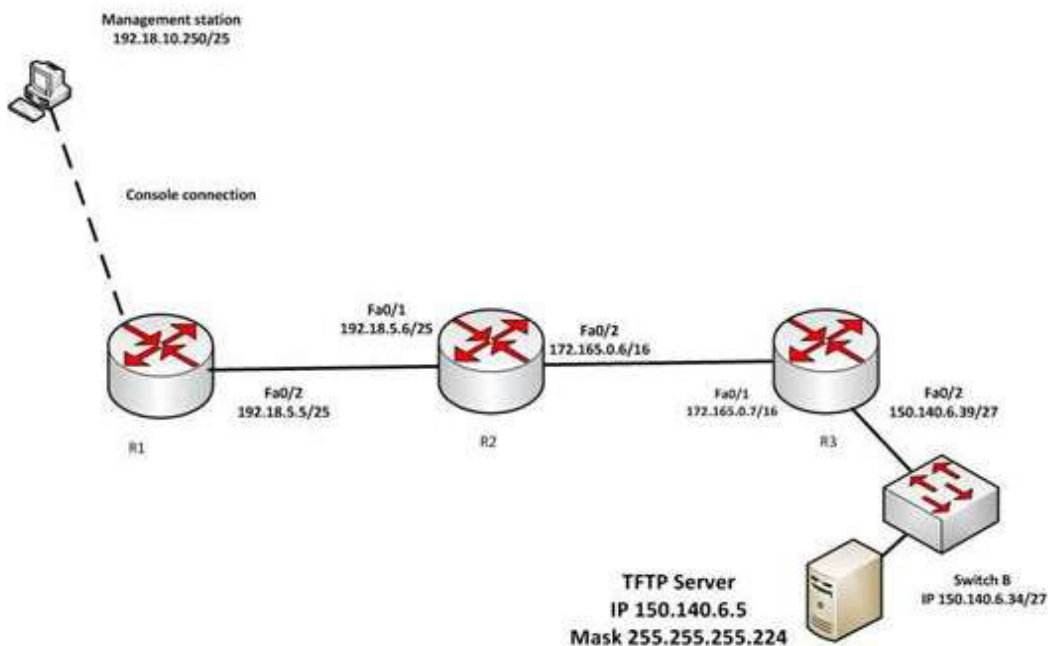 Management station
192.18.10.250/25
Console connection
Fa0/1
192.18.5.6/25
Fa0/2
172.165.0.6/16
Fa0/2
192.18.5.5/25
Fa0/1
172.165.0.7/16
Fa0/2
150.140.6.39/27
R1
R2
R3
TFTP Server
IP 150.140.6.5
Mask 255.255.255.224
Switch B
IP 150.140.6.34/27